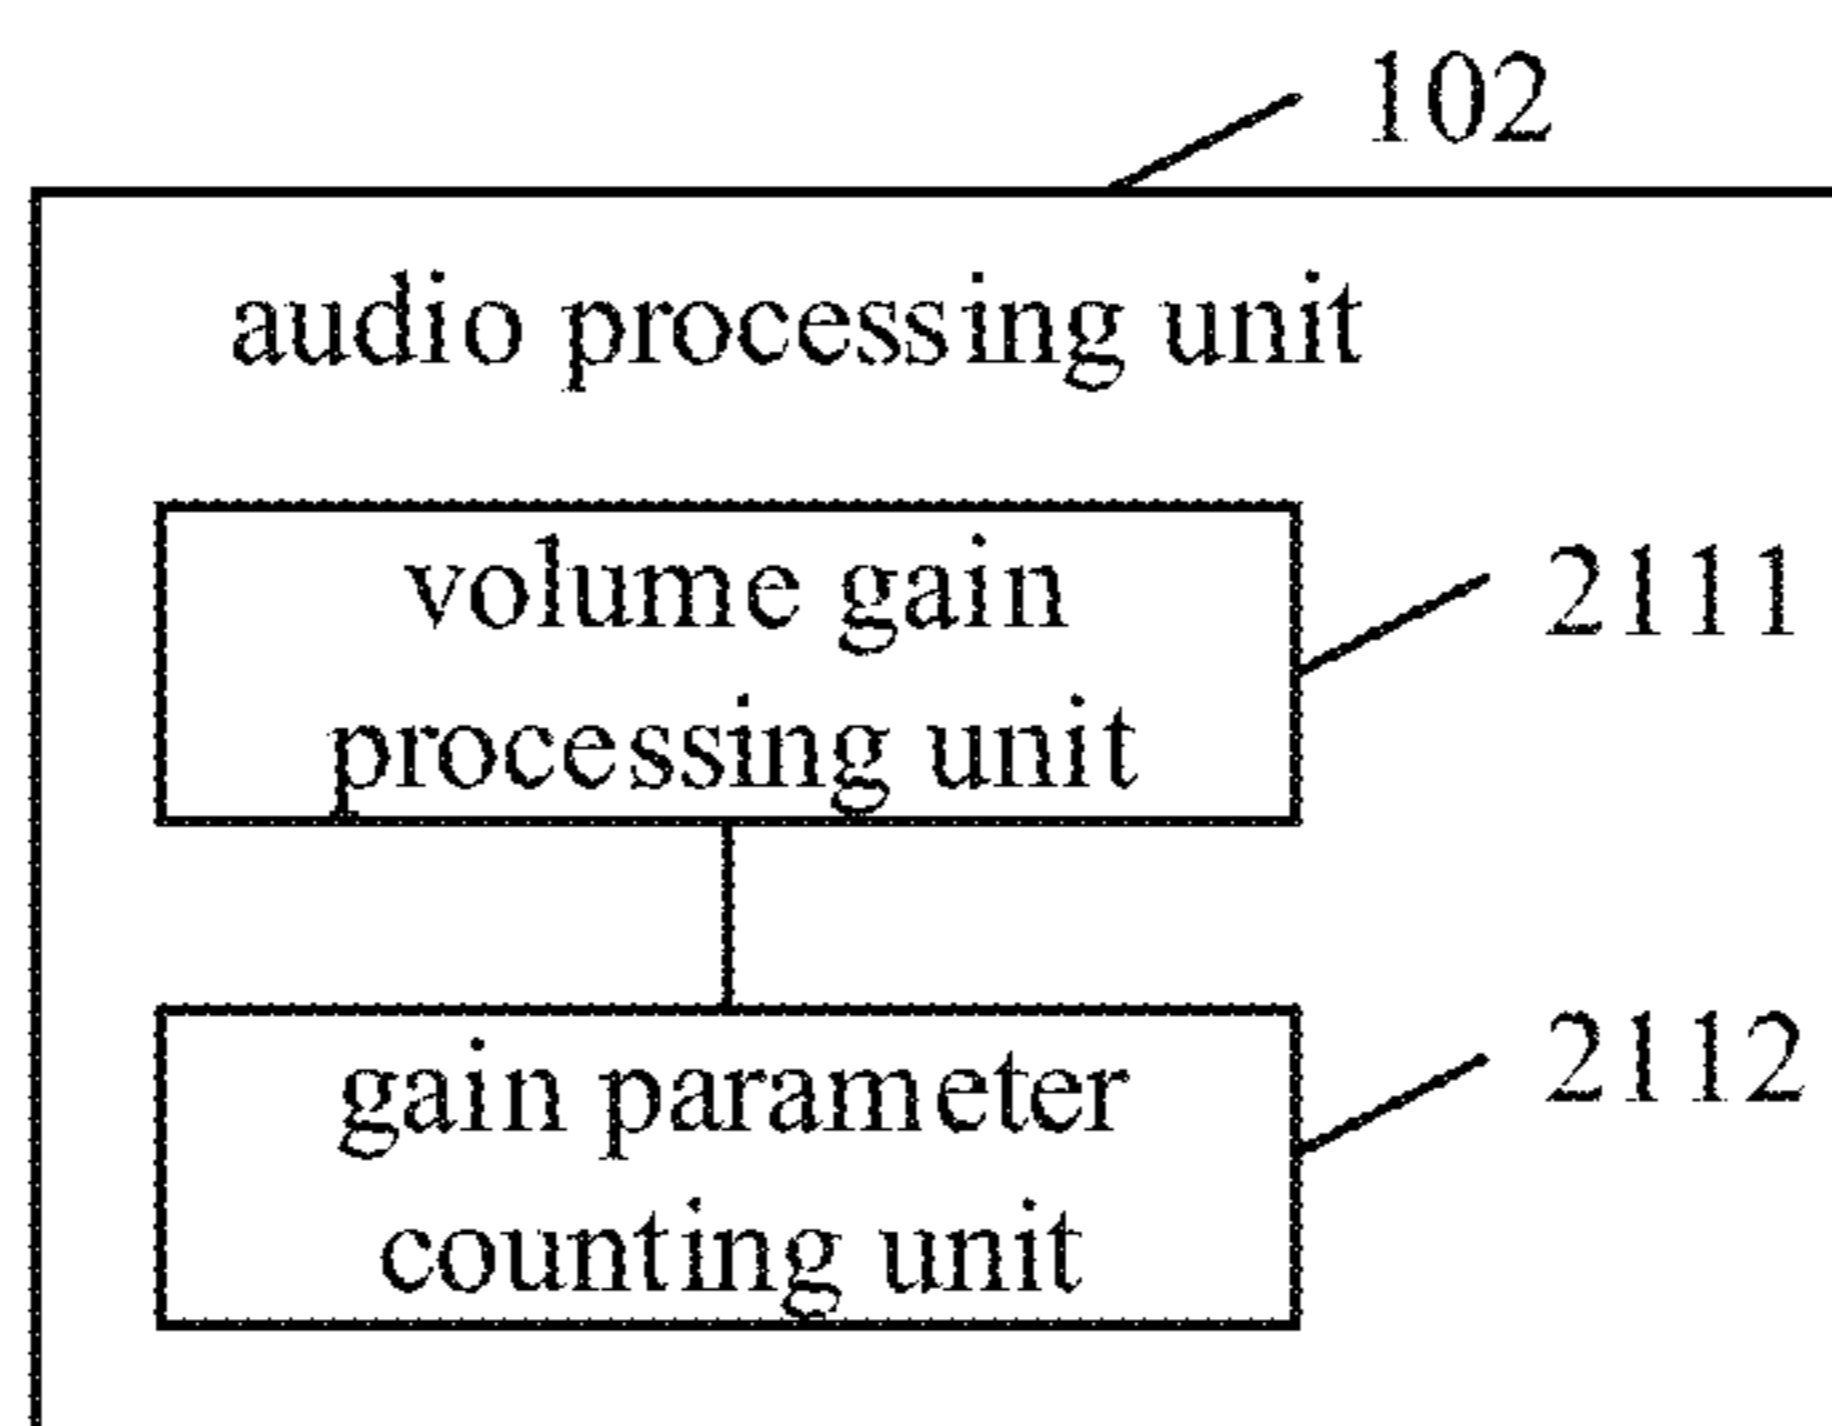 102
audio processing unit
volume gain
2111
processing unit
gain parameter
2112
counting unit